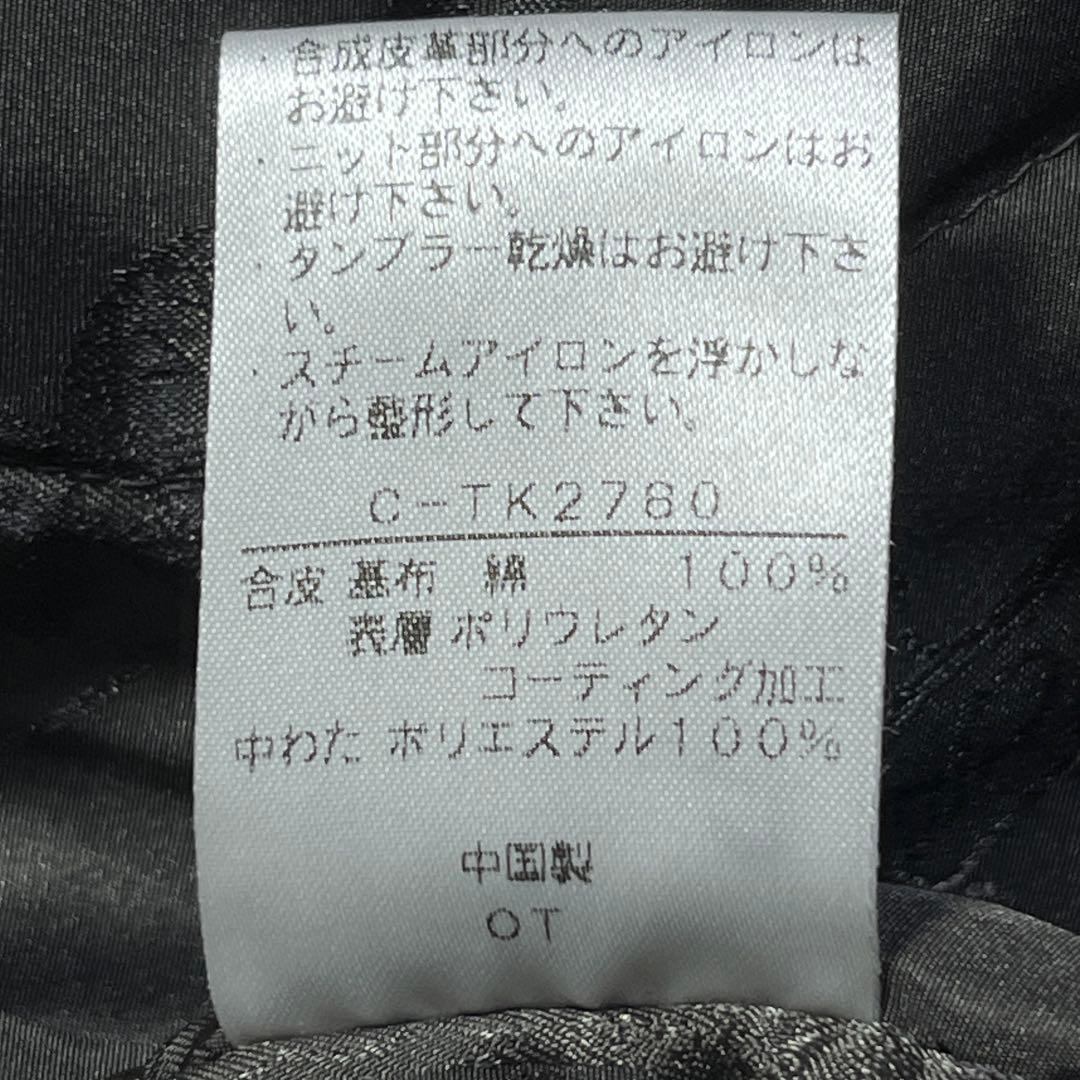 ・合成皮革部分へのアイロンは
お避け下さい。
・ニット部分へのアイロンはお
避け下さい。
・タンブラー乾燥はお避け下さ
い。
・スチームアイロンを浮かしな
がら整形して下さい。
C-TK2780
合皮 基布 綿 100%
表層 ポリウレタン
コーティング加工
中わた ポリエステル100%
中国製
OT